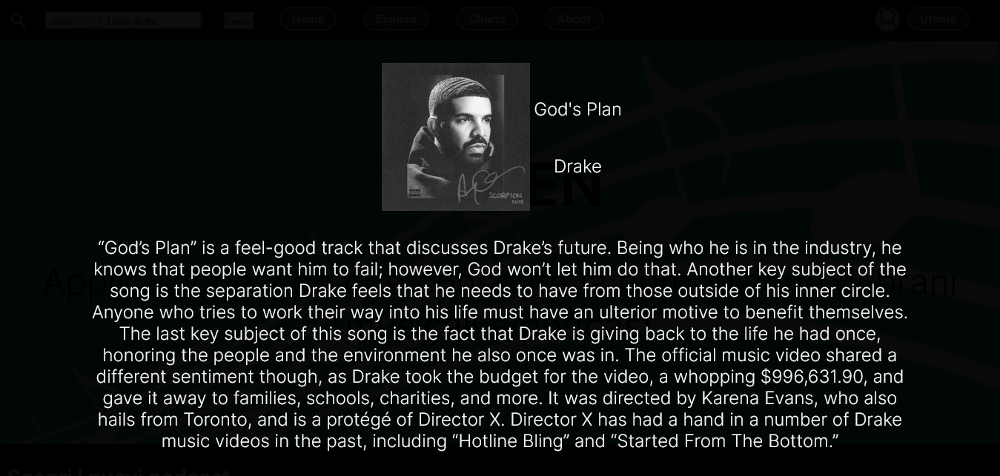 Song I plan drake Cerca Home Explore Charts About Utente
God's Plan
Drake
EN
SCORPION
2018
“God’s Plan” is a feel-good track that discusses Drake’s future. Being who he is in the industry, he
knows that people want him to fail; however, God won’t let him do that. Another key subject of the
song is the separation Drake feels that he needs to have from those outside of his inner circle.
Anyone who tries to work their way into his life must have an ulterior motive to benefit themselves.
The last key subject of this song is the fact that Drake is giving back to the life he had once,
honoring the people and the environment he also once was in. The official music video shared a
different sentiment though, as Drake took the budget for the video, a whopping $996,631.90, and
gave it away to families, schools, charities, and more. It was directed by Karena Evans, who also
hails from Toronto, and is a protégé of Director X. Director X has had a hand in a number of Drake
music videos in the past, including “Hotline Bling” and “Started From The Bottom.”
Scopri i nuovi podcast